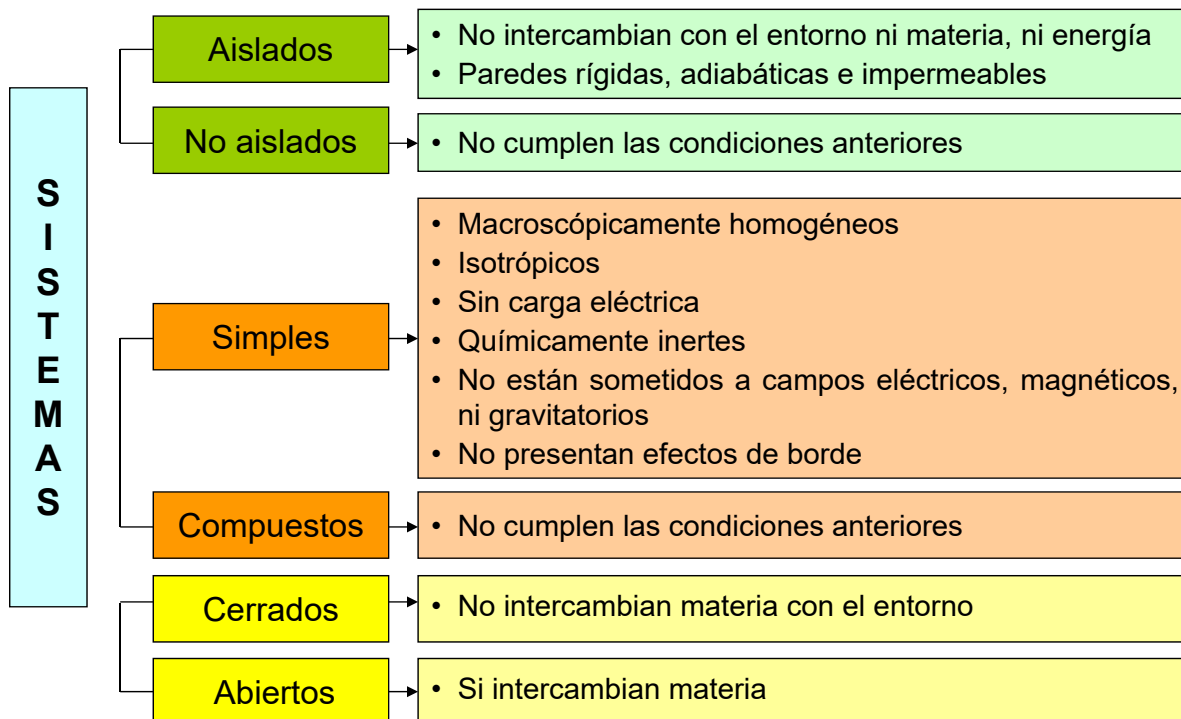 SISTEMAS
Aislados
• No intercambian con el entorno ni materia, ni energía
• Paredes rígidas, adiabáticas e impermeables
No aislados
• No cumplen las condiciones anteriores
Simples
• Macroscópicamente homogéneos
• Isotrópicos
• Sin carga eléctrica
• Químicamente inertes
• No están sometidos a campos eléctricos, magnéticos,
ni gravitatorios
• No presentan efectos de borde
Compuestos
• No cumplen las condiciones anteriores
Cerrados
• No intercambian materia con el entorno
Abiertos
• Si intercambian materia